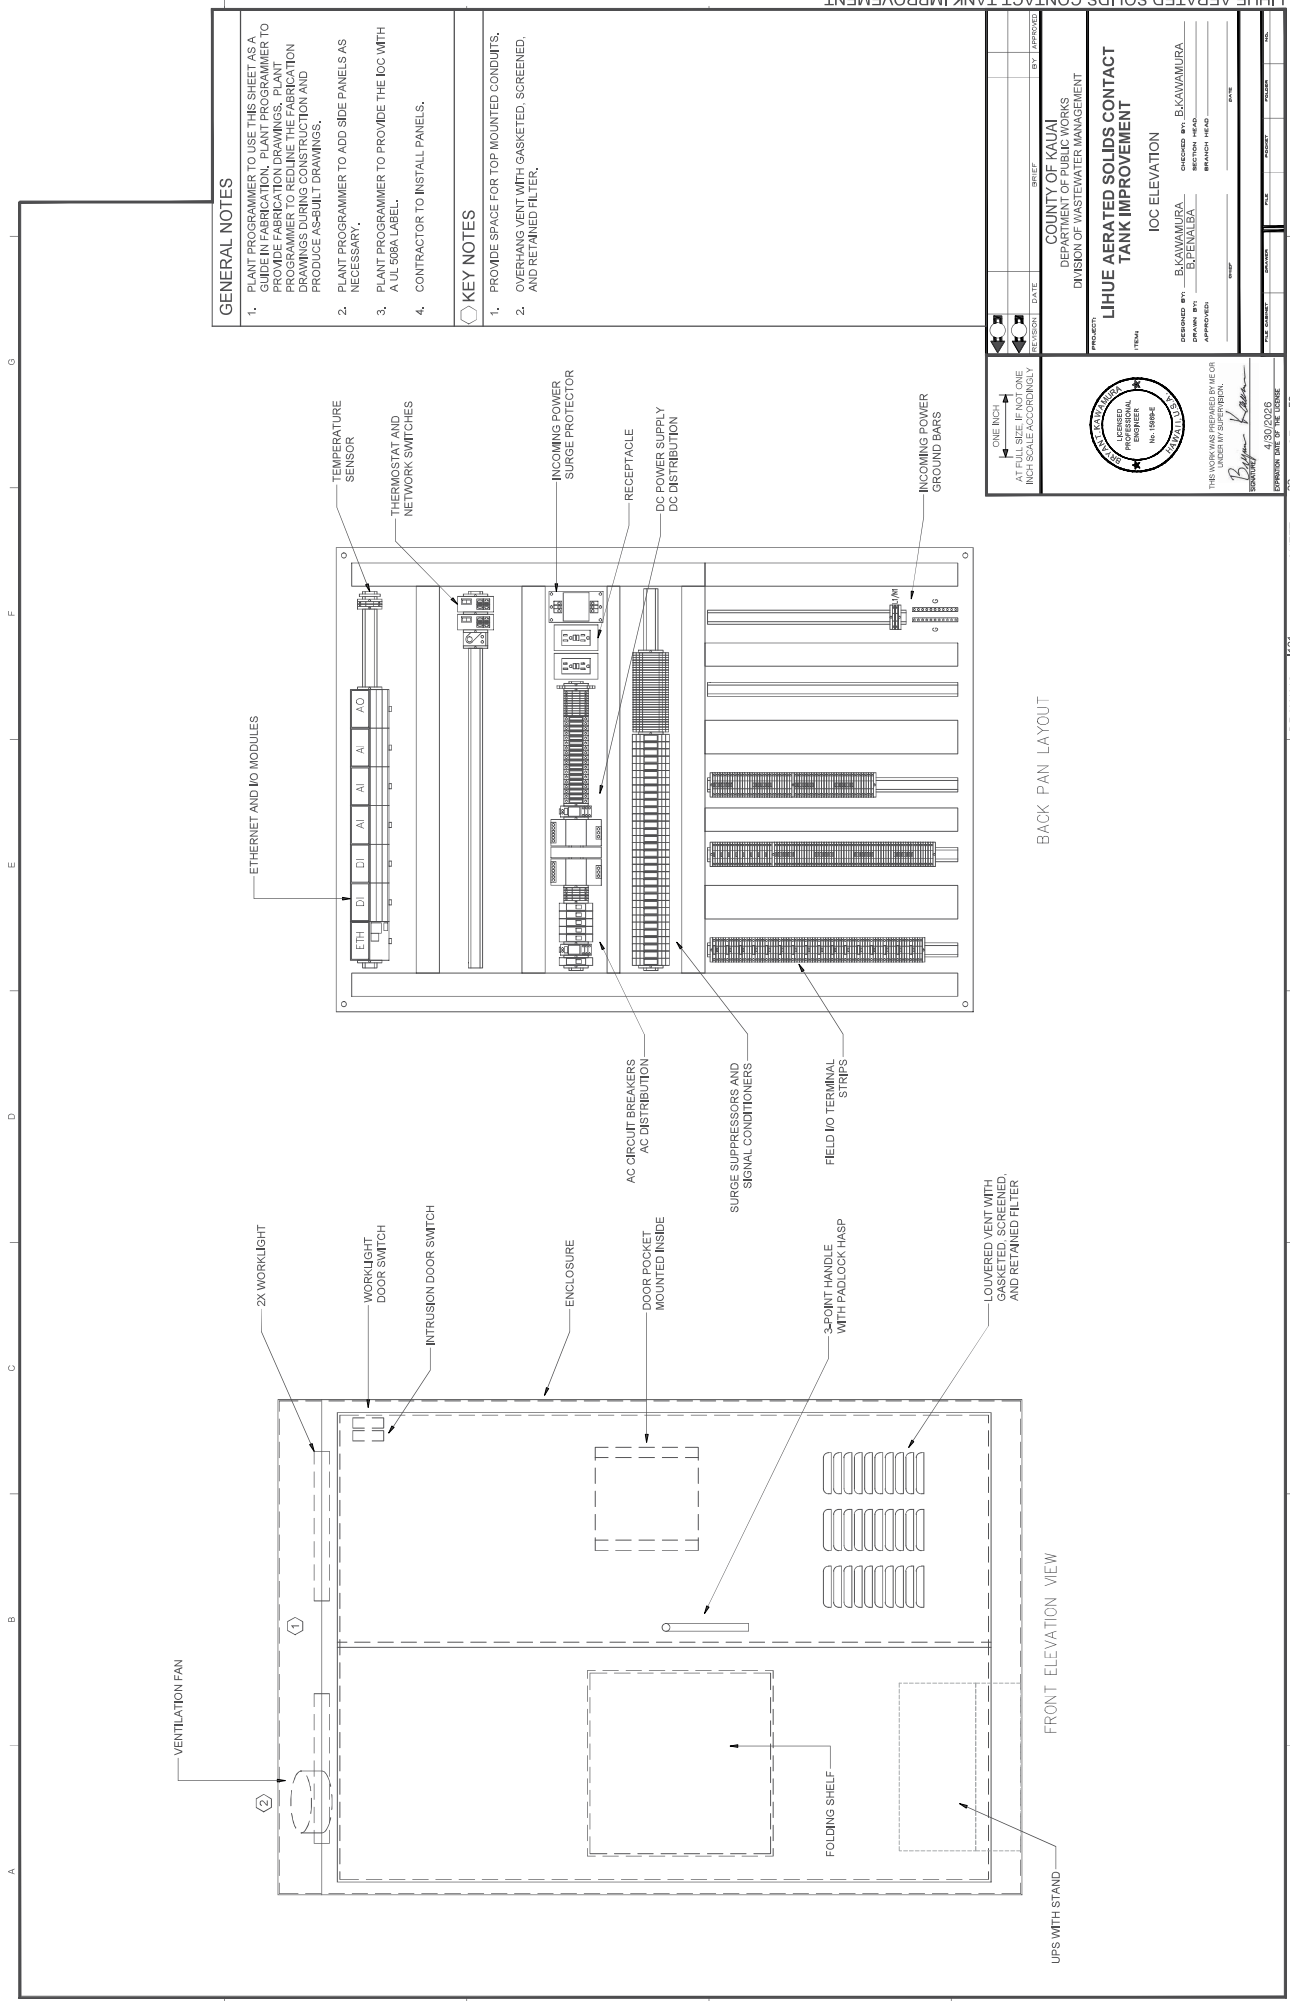 GENERAL NOTES
1. PLANT PROGRAMMER TO USE THIS SHEET AS A
GUIDE IN FABRICATION. PLANT PROGRAMMER TO
PROVIDE FABRICATION DRAWINGS. PLANT
PROGRAMMER TO REDLINE THE FABRICATION
DRAWINGS DURING CONSTRUCTION AND
PRODUCE AS-BUILT DRAWINGS.
2. PLANT PROGRAMMER TO ADD SIDE PANELS AS
NECESSARY.
3. PLANT PROGRAMMER TO PROVIDE THE IOC WITH
A UL 508A LABEL.
4. CONTRACTOR TO INSTALL PANELS.
KEY NOTES
1. PROVIDE SPACE FOR TOP MOUNTED CONDUITS.
2. OVERHANG VENT WITH GASKETED, SCREENED,
AND RETAINED FILTER.
A
B
C
D
E
F
G
VENTILATION FAN
2
1
2X WORKLIGHT
WORKLIGHT
DOOR SWITCH
INTRUSION DOOR SWITCH
ENCLOSURE
DOOR POCKET
MOUNTED INSIDE
3-POINT HANDLE
WITH PADLOCK HASP
LOUVERED VENT WITH
GASKETED, SCREENED,
AND RETAINED FILTER
FOLDING SHELF
UPS WITH STAND
FRONT ELEVATION VIEW
ETHERNET AND I/O MODULES
TEMPERATURE
SENSOR
THERMOSTAT AND
NETWORK SWITCHES
INCOMING POWER
SURGE PROTECTOR
RECEPTACLE
DC POWER SUPPLY
DC DISTRIBUTION
INCOMING POWER
GROUND BARS
ETH
DI
DI
AI
AI
AI
AO
L1/N1
G
G
AC CIRCUIT BREAKERS
AC DISTRIBUTION
SURGE SUPPRESSORS AND
SIGNAL CONDITIONERS
FIELD I/O TERMINAL
STRIPS
BACK PAN LAYOUT
ONE INCH
AT FULL SIZE, IF NOT ONE
INCH SCALE ACCORDINGLY
REVISION DATE BRIEF BY APPROVED
COUNTY OF KAUAI
DEPARTMENT OF PUBLIC WORKS
DIVISION OF WASTEWATER MANAGEMENT
PROJECT:
LIHUE AERATED SOLIDS CONTACT
TANK IMPROVEMENT
ITEM:
IOC ELEVATION
DESIGNED BY: B.KAWAMURA CHECKED BY: B.KAWAMURA
DRAWN BY: B.PENALBA SECTION HEAD
APPROVED: BRANCH HEAD
CHIEF DATE
FILE CABINET DRAWER FILE POCKET FOLDER NO.
BRYAN T. KAWAMURA
LICENSED
PROFESSIONAL
ENGINEER
No. 15989-E
HAWAII, U.S.A.
THIS WORK WAS PREPARED BY ME OR
UNDER MY SUPERVISION.
SIGNATURE
4/30/2026
EXPIRATION DATE OF THE LICENSE
LIHUE AERATED SOLIDS CONTACT TANK IMPROVEMENT